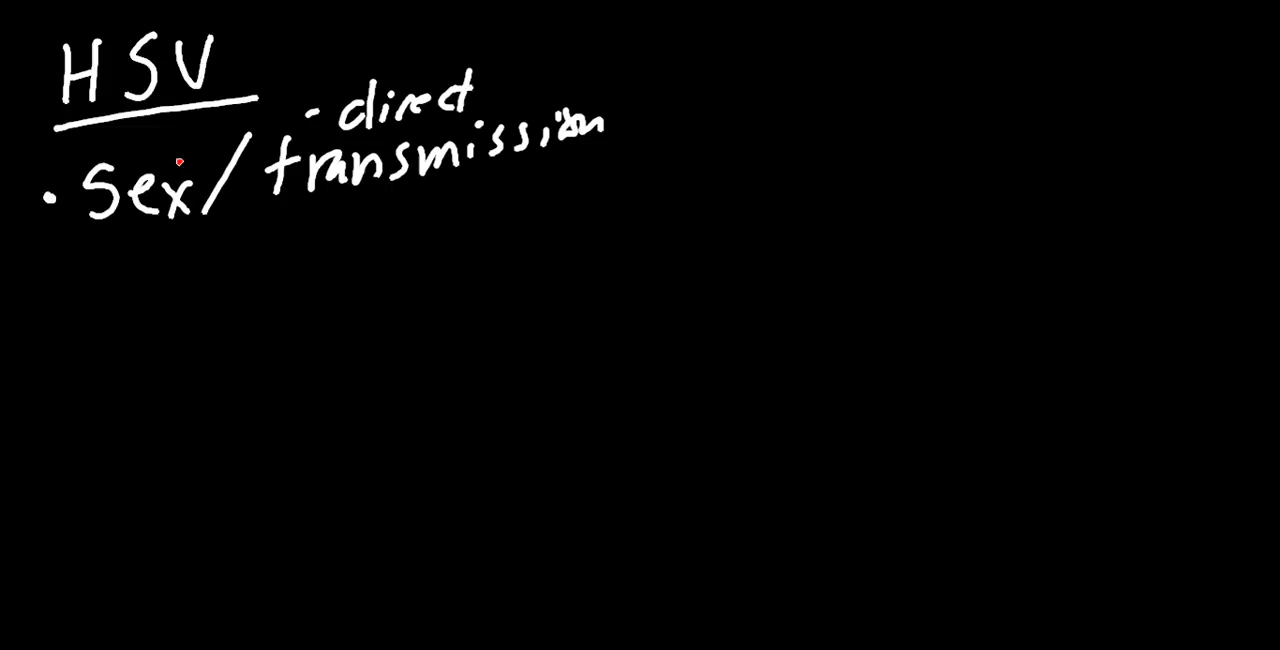 HSV
- direct
• Sex/transmission